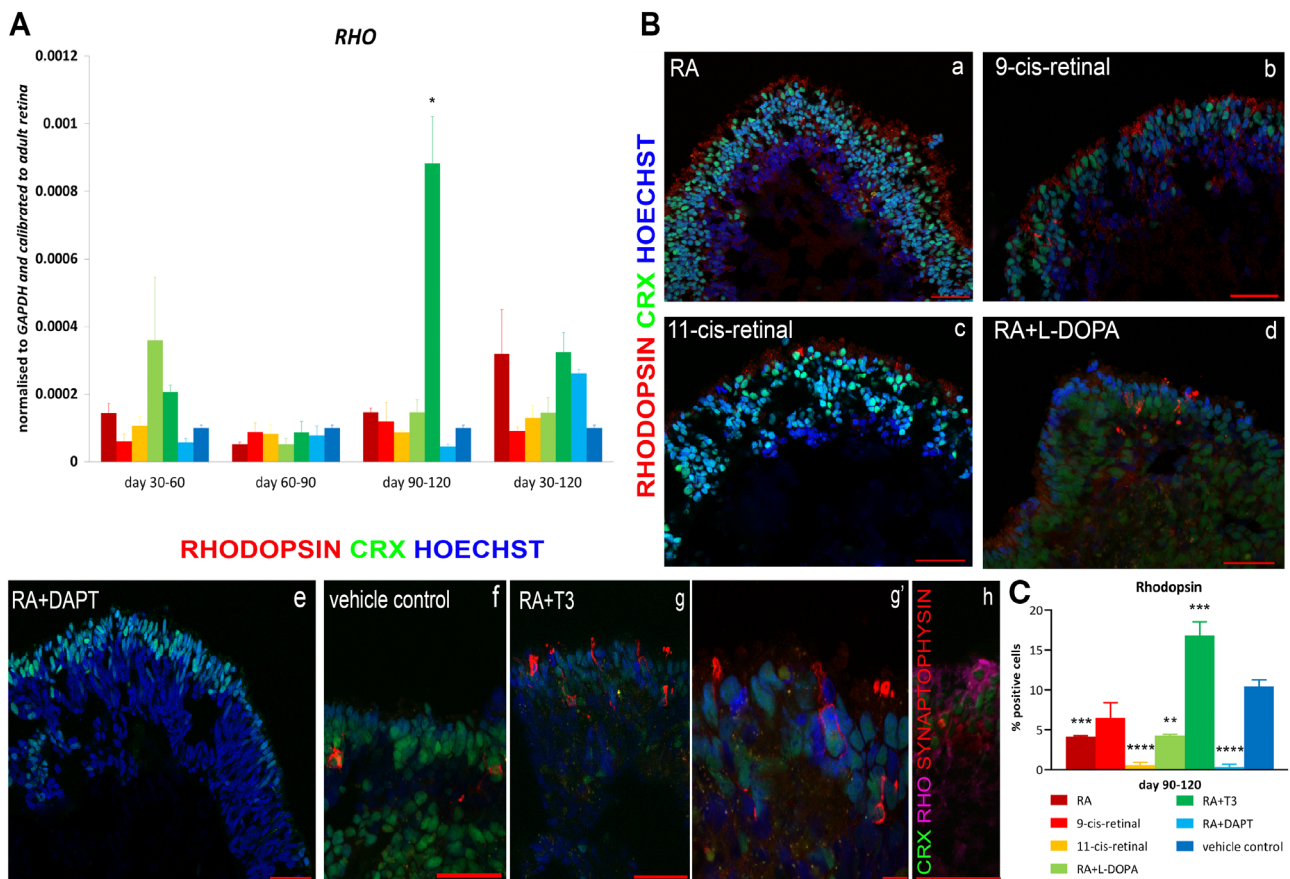 A
RHO
normalised to GAPDH and calibrated to adult retina
0.0012
0.001
0.0008
0.0006
0.0004
0.0002
0
*
day 30-60
day 60-90
day 90-120
day 30-120
B
RHODOPSIN CRX HOECHST
RA
a
9-cis-retinal
b
11-cis-retinal
c
RA+L-DOPA
d
RHODOPSIN CRX HOECHST
RA+DAPT
e
vehicle control
f
RA+T3
g
g'
h
CRX RHO SYNAPTOPHYSIN
C
Rhodopsin
% positive cells
20
15
10
5
0
***
****
**
***
****
day 90-120
RA
9-cis-retinal
11-cis-retinal
RA+L-DOPA
RA+T3
RA+DAPT
vehicle control